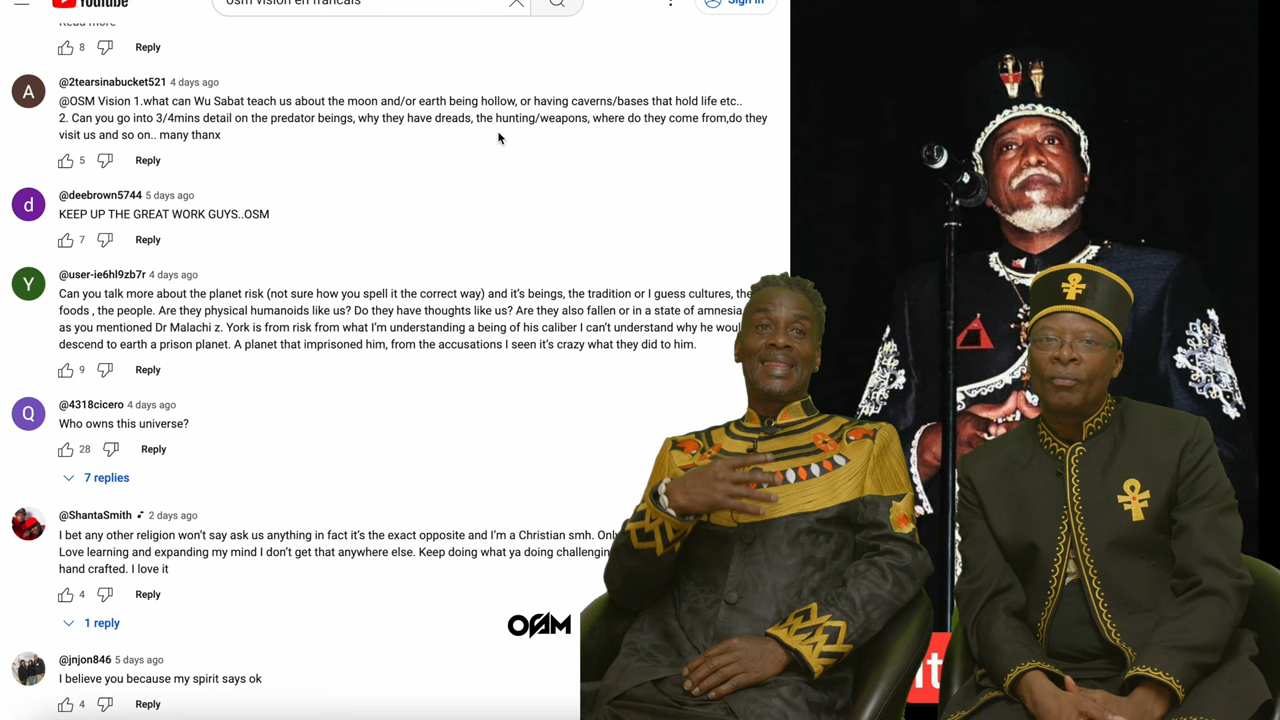 YouTube
osm vision en francais
Sign in
Read more
8
Reply
A
@2tearsinabucket521 4 days ago
@OSM Vision 1.what can Wu Sabat teach us about the moon and/or earth being hollow, or having caverns/bases that hold life etc..
2. Can you go into 3/4mins detail on the predator beings, why they have dreads, the hunting/weapons, where do they come from,do they
visit us and so on.. many thanx
5
Reply
d
@deebrown5744 5 days ago
KEEP UP THE GREAT WORK GUYS..OSM
7
Reply
Y
@user-ie6hl9zb7r 4 days ago
Can you talk more about the planet risk (not sure how you spell it the correct way) and it's beings, the tradition or I guess cultures, the
foods , the people. Are they physical humanoids like us? Do they have thoughts like us? Are they also fallen or in a state of amnesia
as you mentioned Dr Malachi z. York is from risk from what I'm understanding a being of his caliber I can't understand why he
descend to earth a prison planet. A planet that imprisoned him, from the accusations I seen it's crazy what they did to him.
9
Reply
Q
@4318cicero 4 days ago
Who owns this universe?
28
Reply
7 replies
@ShantaSmith 2 days ago
I bet any other religion won't say ask us anything in fact it's the exact opposite and I'm a Christian smh.
Love learning and expanding my mind I don't get that anywhere else. Keep doing what ya doing
hand crafted. I love it
4
Reply
1 reply
OSM
@jnjon846 5 days ago
I believe you because my spirit says ok
4
Reply